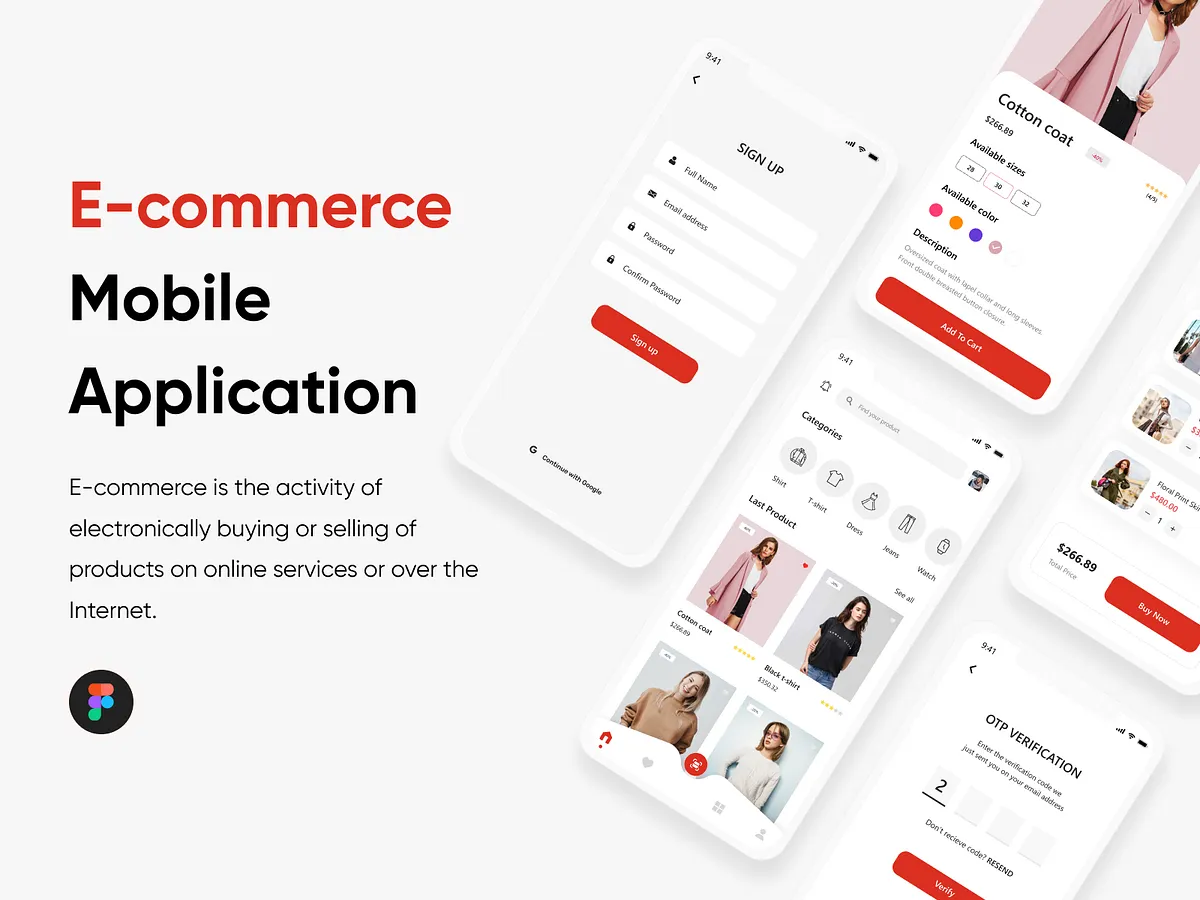 E-commerce
Mobile
Application
E-commerce is the activity of
electronically buying or selling of
products on online services or over the
Internet.
9:41
SIGN UP
Full Name
Email address
Password
Confirm Password
Sign up
Continue with Google
Cotton coat
$266.89
-40%
Available sizes
28
30
32
(4/5)
Available color
Description
Oversized coat with lapel collar and long sleeves.
Front double breasted button closure.
Add To Cart
9:41
Find your product
Categories
Shirt
T-shirt
Dress
Jeans
Watch
Last Product
See all
Cotton coat
$266.89
Black t-shirt
$350.32
Floral Print Ski
$480.00
1
$266.89
Total Price
Buy Now
9:41
OTP VERIFICATION
Enter the verification code we
just sent you on your email address
2
Don't recieve code? RESEND
Verify